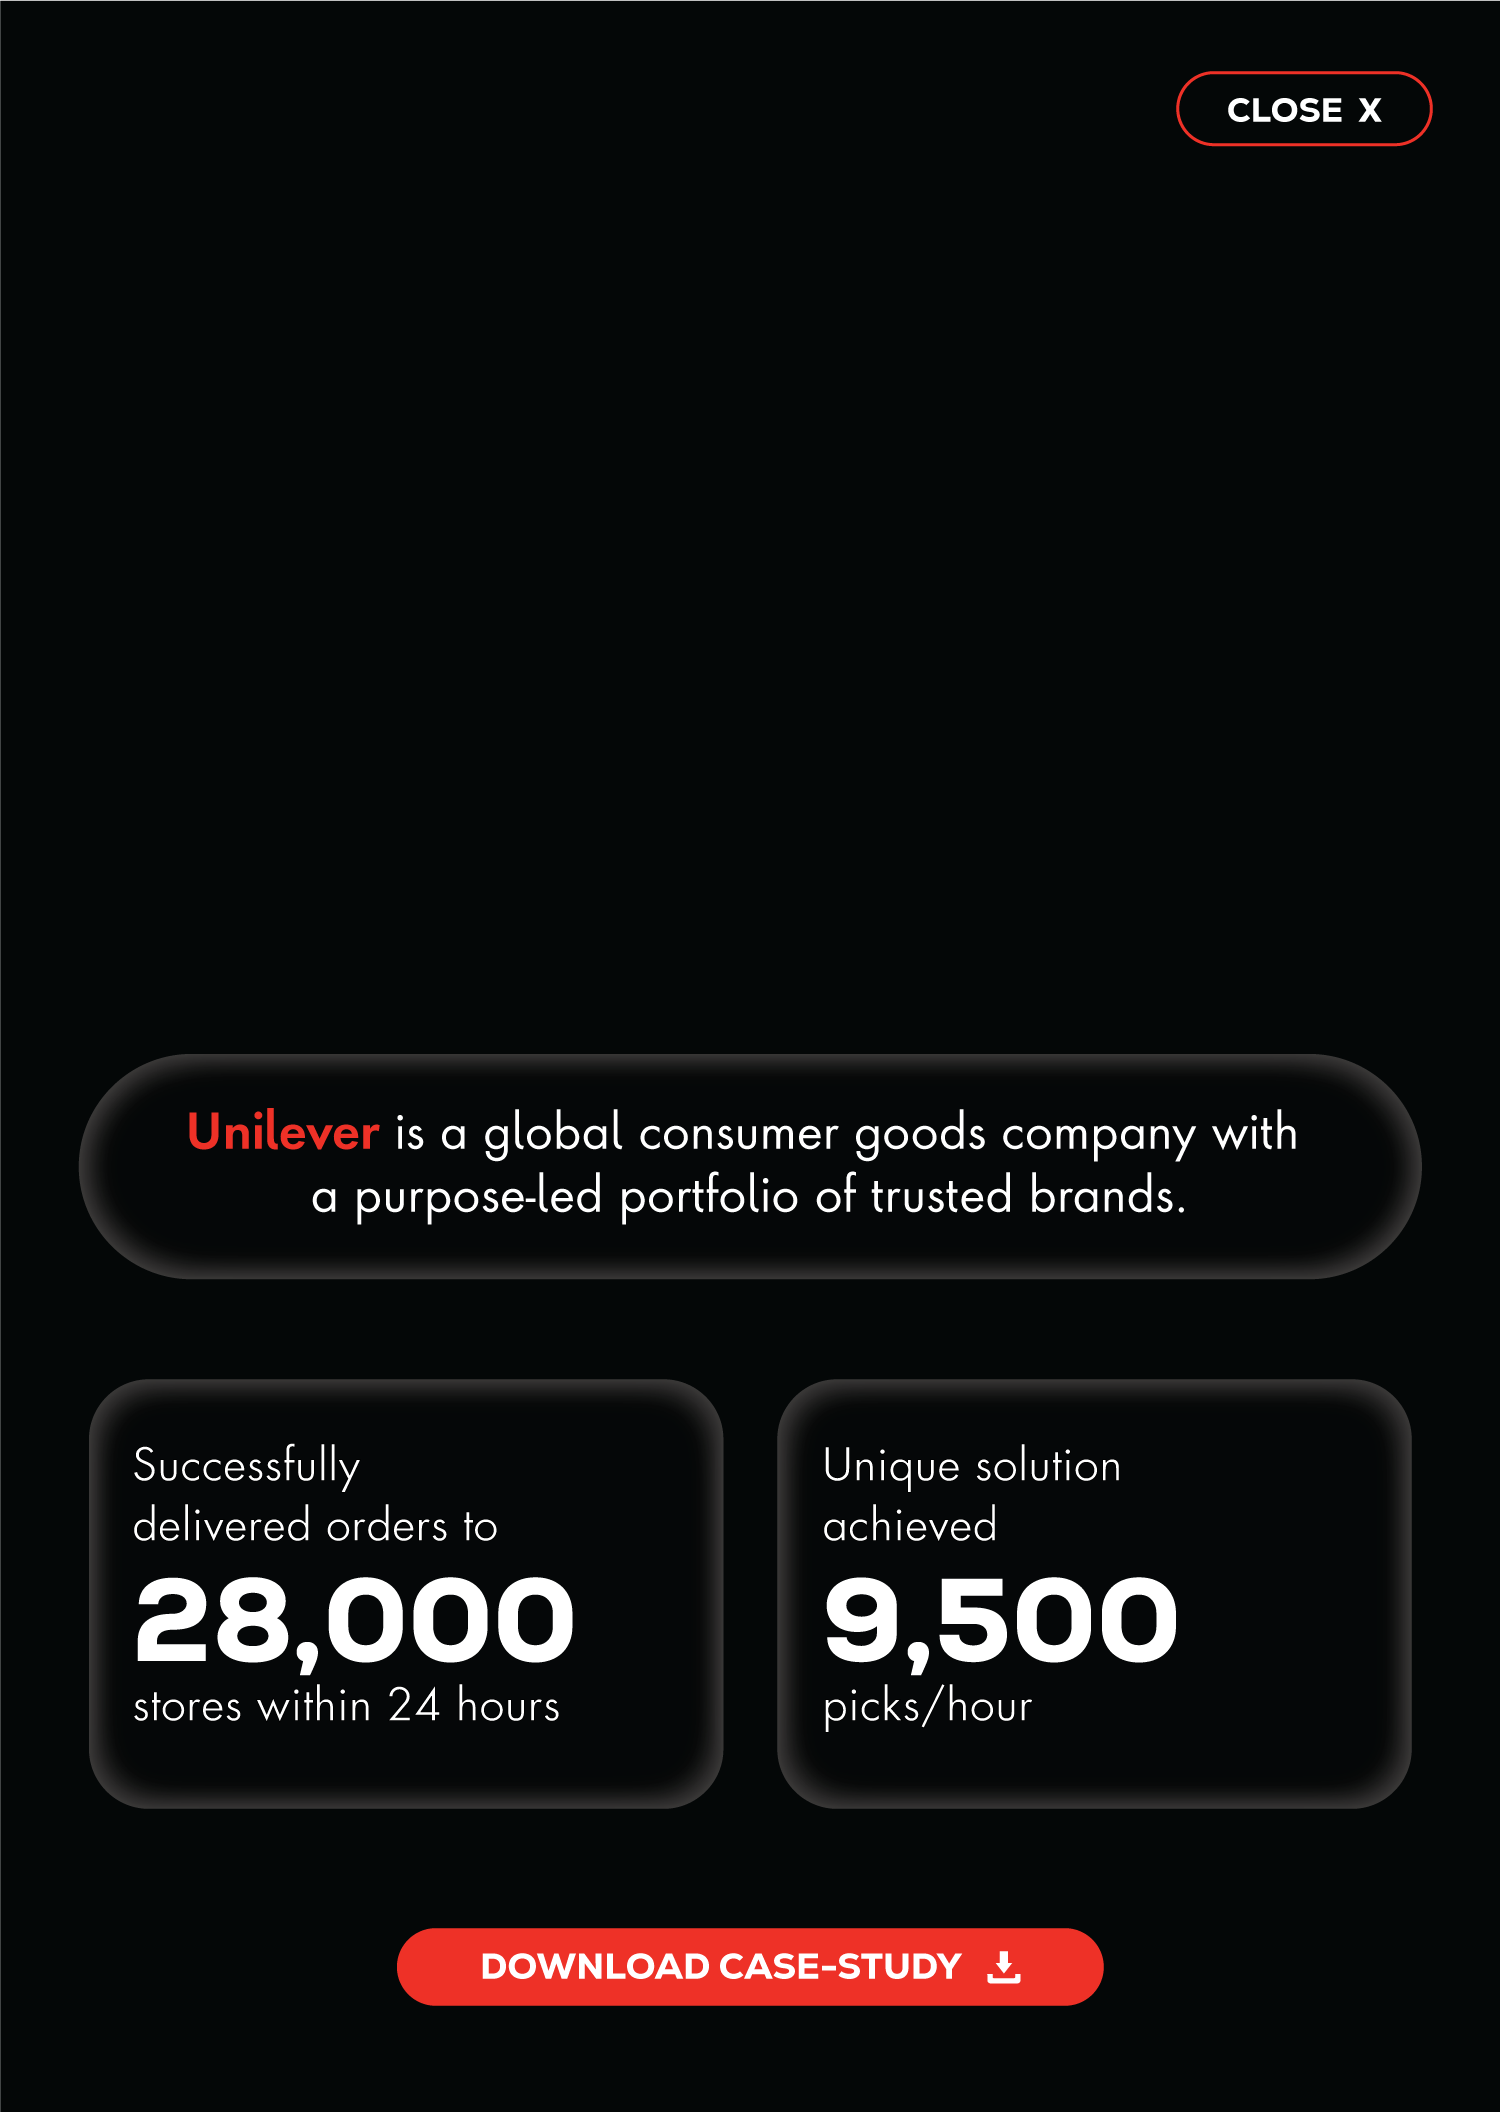 CLOSE X
Unilever is a global consumer goods company with
a purpose-led portfolio of trusted brands.
Successfully
delivered orders to
28,000
stores within 24 hours
Unique solution
achieved
9,500
picks/hour
DOWNLOAD CASE-STUDY